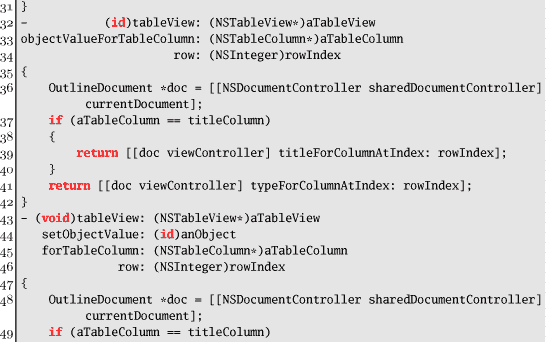 31 }
32 -           (id)tableView: (NSTableView*)aTableView
33 objectValueForTableColumn: (NSTableColumn*)aTableColumn
34                       row: (NSInteger)rowIndex
35 {
36     OutlineDocument *doc = [[NSDocumentController sharedDocumentController]
          currentDocument];
37     if (aTableColumn == titleColumn)
38     {
39         return [[doc viewController] titleForColumnAtIndex: rowIndex];
40     }
41     return [[doc viewController] typeForColumnAtIndex: rowIndex];
42 }
43 - (void)tableView: (NSTableView*)aTableView
44    setObjectValue: (id)anObject
45    forTableColumn: (NSTableColumn*)aTableColumn
46               row: (NSInteger)rowIndex
47 {
48     OutlineDocument *doc = [[NSDocumentController sharedDocumentController]
          currentDocument];
49     if (aTableColumn == titleColumn)